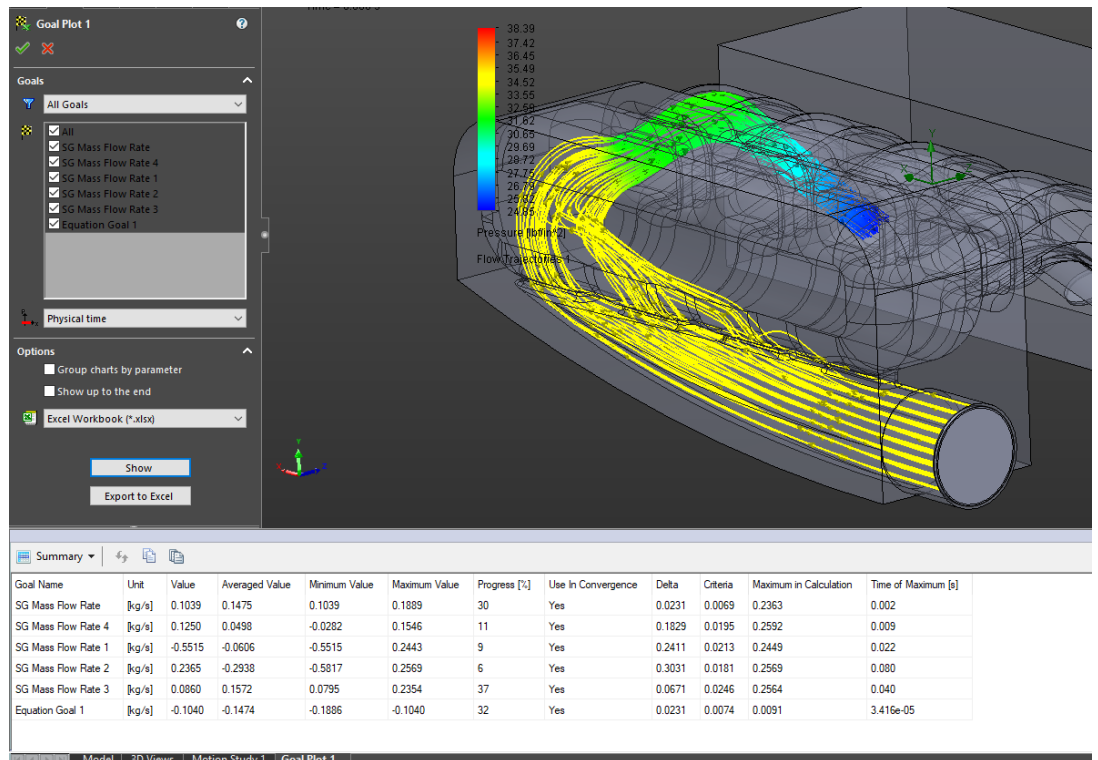 Goal Plot 1
?
Goals
All Goals
All
SG Mass Flow Rate
SG Mass Flow Rate 4
SG Mass Flow Rate 1
SG Mass Flow Rate 2
SG Mass Flow Rate 3
Equation Goal 1
Physical time
Options
Group charts by parameter
Show up to the end
Excel Workbook (*.xlsx)
Show
Export to Excel
38.39
37.42
36.45
35.49
34.52
33.55
32.59
31.62
30.65
29.69
28.72
27.75
26.79
25.82
24.85
Pressure [lbf/in^2]
Flow Trajectories 1
Y
Y
Summary
Goal Name Unit Value Averaged Value Minimum Value Maximum Value Progress [%] Use In Convergence Delta Criteria Maximum in Calculation Time of Maximum [s]
SG Mass Flow Rate [kg/s] 0.1039 0.1475 0.1039 0.1889 30 Yes 0.0231 0.0069 0.2363 0.002
SG Mass Flow Rate 4 [kg/s] 0.1250 0.0498 -0.0282 0.1546 11 Yes 0.1829 0.0195 0.2592 0.009
SG Mass Flow Rate 1 [kg/s] -0.5515 -0.0606 -0.5515 0.2443 9 Yes 0.2411 0.0213 0.2449 0.022
SG Mass Flow Rate 2 [kg/s] 0.2365 -0.2938 -0.5817 0.2569 6 Yes 0.3031 0.0181 0.2569 0.080
SG Mass Flow Rate 3 [kg/s] 0.0860 0.1572 0.0795 0.2354 37 Yes 0.0671 0.0246 0.2564 0.040
Equation Goal 1 [kg/s] -0.1040 -0.1474 -0.1886 -0.1040 32 Yes 0.0231 0.0074 0.0091 3.416e-05
Model 3D Views Motion Study 1 Goal Plot 1